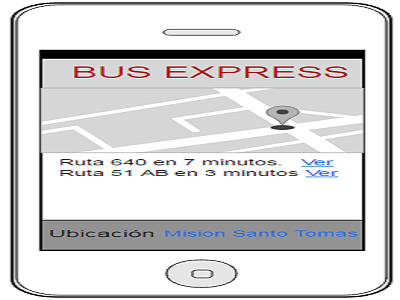 BUS EXPRESS
Ruta 640 en 7 minutos. Ver
Ruta 51 AB en 3 minutos Ver
Ubicación Mision Santo Tomas